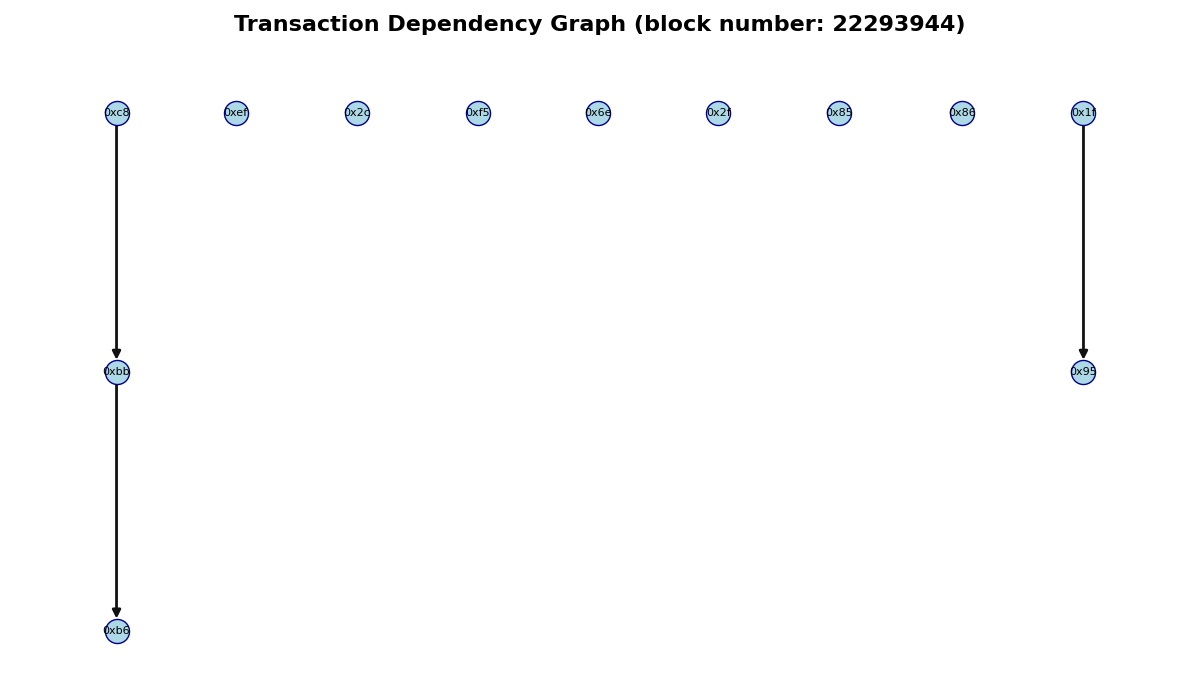 Transaction Dependency Graph (block number: 22293944)
0xc8 0xef 0x2c 0xf5 0x6e 0x2f 0x85 0x86 0x1f
0xbb 0x95
0xb6